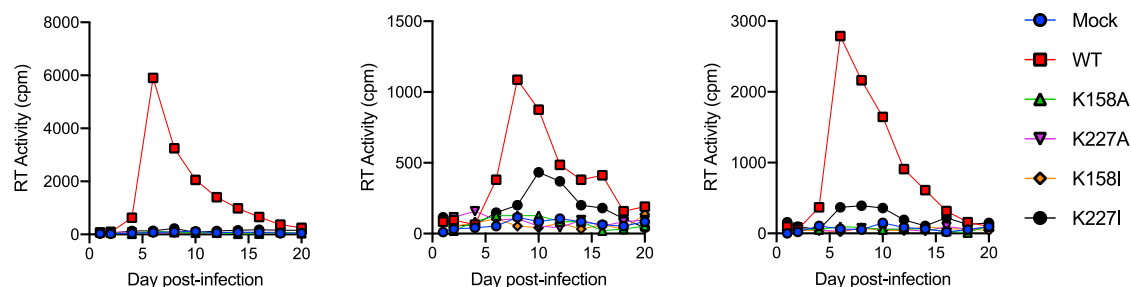 RT Activity (cpm)
8000
6000
4000
2000
0
0 5 10 15 20
Day post-infection
RT Activity (cpm)
1500
1000
500
0
0 5 10 15 20
Day post-infection
RT Activity (cpm)
3000
2000
1000
0
0 5 10 15 20
Day post-infection
Mock
WT
K158A
K227A
K158I
K227I